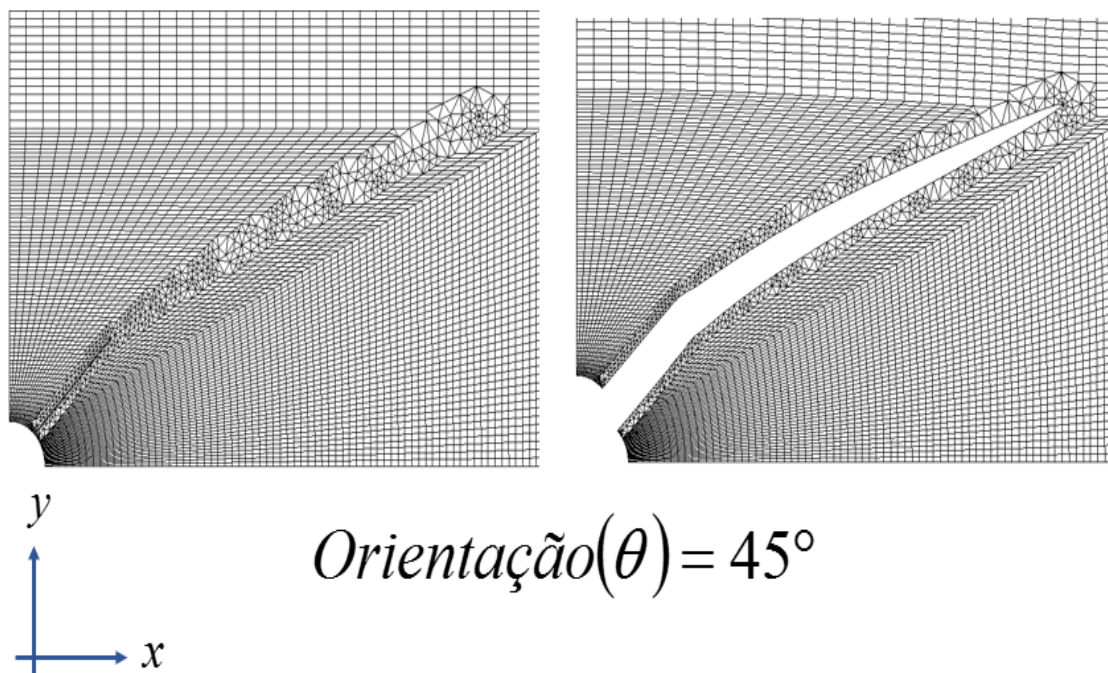 y
Orientação(θ) = 45°
x